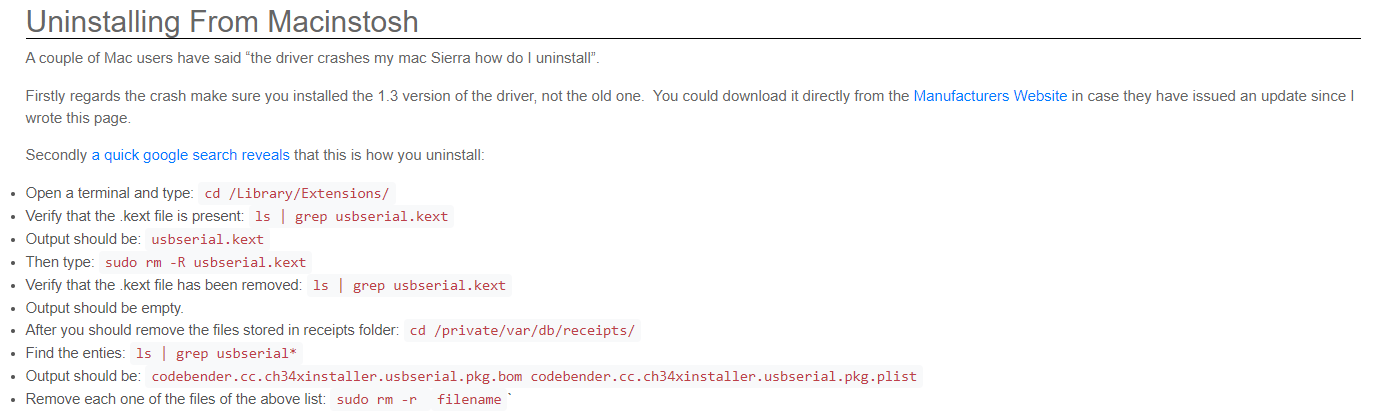 Uninstalling From Macinstosh
A couple of Mac users have said “the driver crashes my mac Sierra how do I uninstall”.
Firstly regards the crash make sure you installed the 1.3 version of the driver, not the old one.  You could download it directly from the Manufacturers Website in case they have issued an update since I
wrote this page.
Secondly a quick google search reveals that this is how you uninstall:
• Open a terminal and type: cd /Library/Extensions/
• Verify that the .kext file is present: ls | grep usbserial.kext
• Output should be: usbserial.kext
• Then type: sudo rm -R usbserial.kext
• Verify that the .kext file has been removed: ls | grep usbserial.kext
• Output should be empty.
• After you should remove the files stored in receipts folder: cd /private/var/db/receipts/
• Find the enties: ls | grep usbserial*
• Output should be: codebender.cc.ch34xinstaller.usbserial.pkg.bom codebender.cc.ch34xinstaller.usbserial.pkg.plist
• Remove each one of the files of the above list: sudo rm -r  filename `